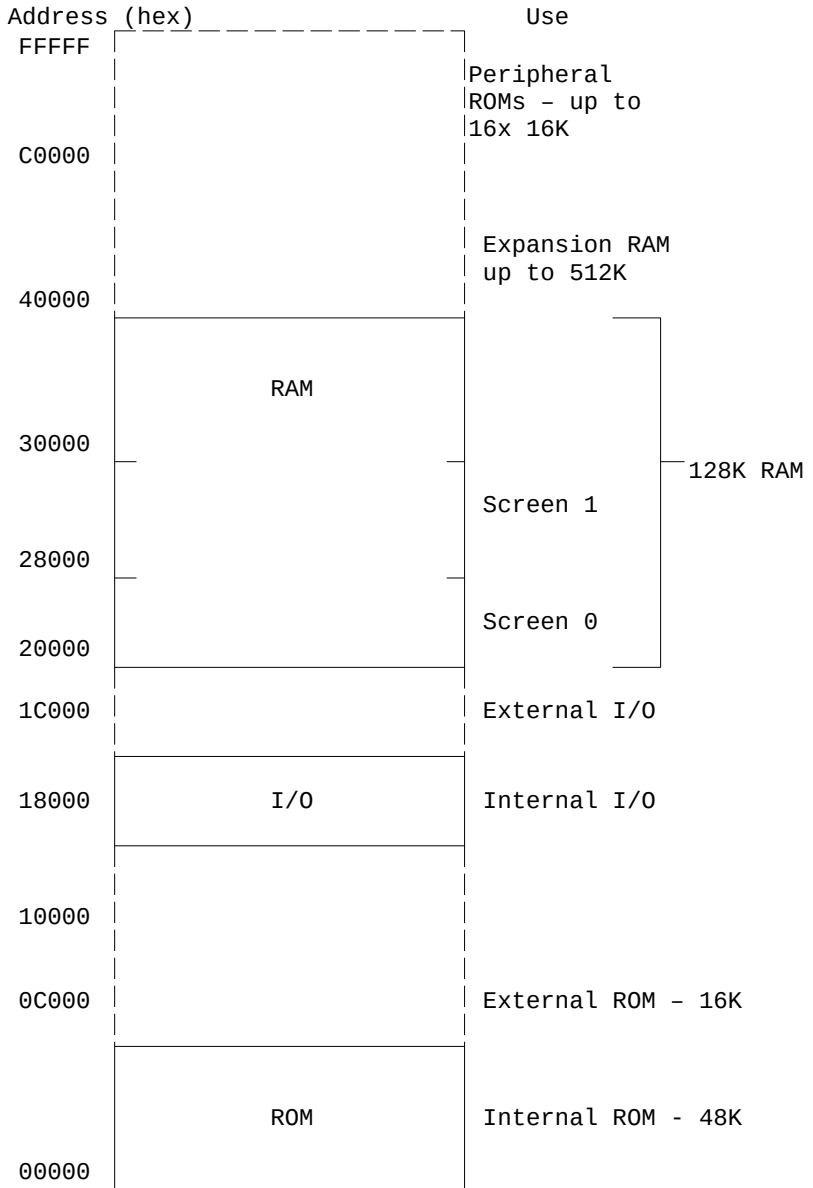 Address (hex) Use
FFFFF
Peripheral
ROMs – up to
16x 16K
C0000
Expansion RAM
up to 512K
40000
RAM
30000
128K RAM
Screen 1
28000
Screen 0
20000
1C000 External I/O
18000 I/O Internal I/O
10000
0C000 External ROM – 16K
ROM Internal ROM - 48K
00000